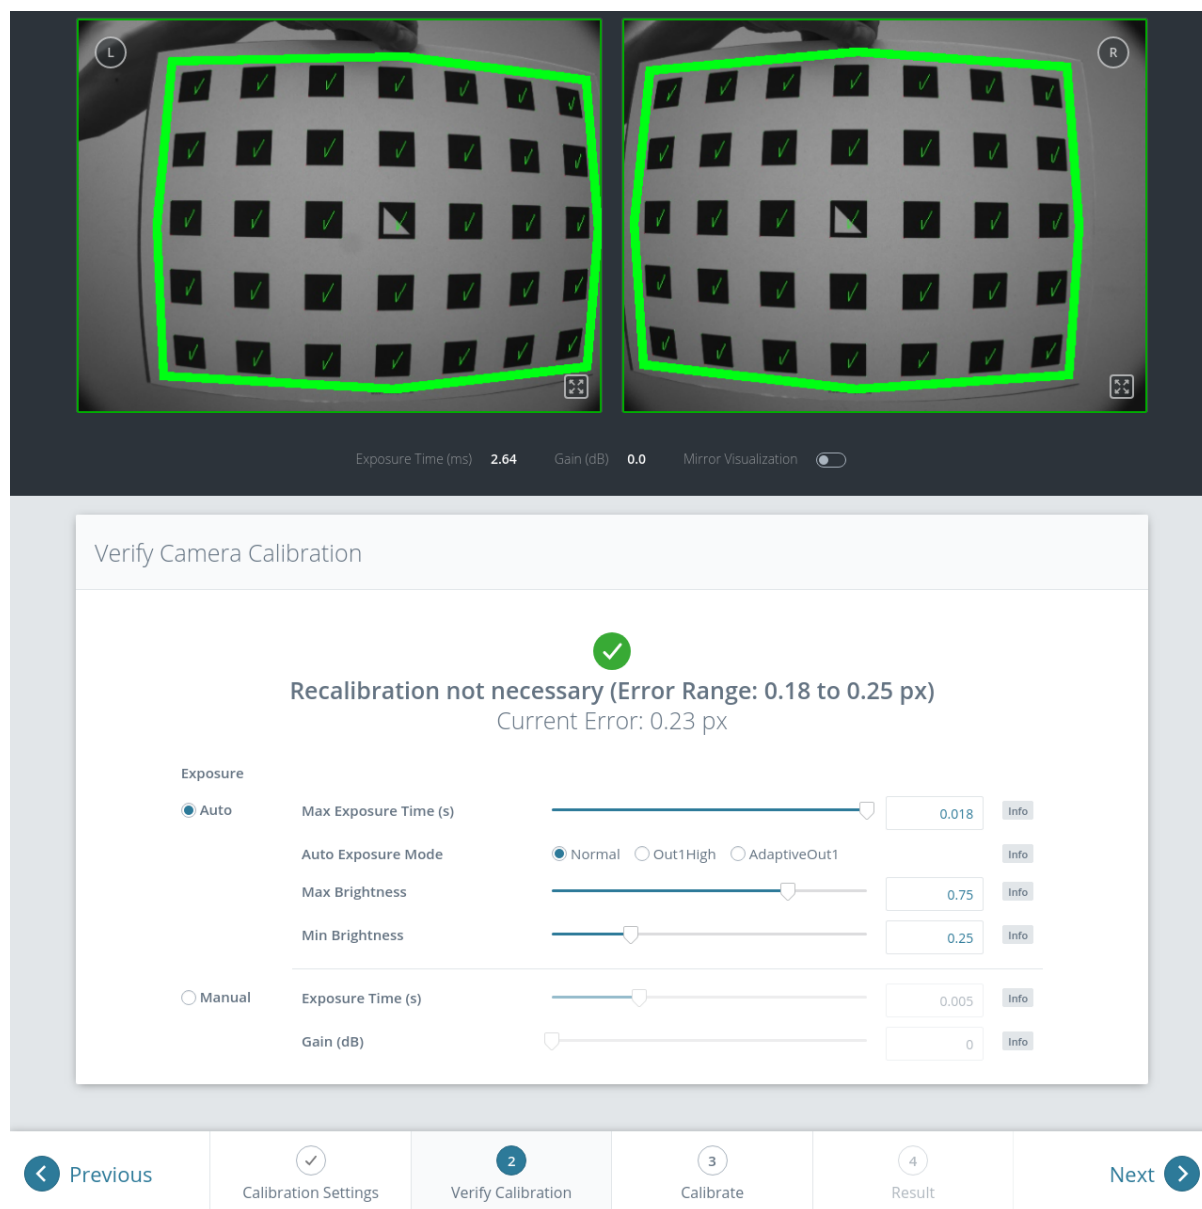 L
R
Exposure Time (ms) 2.64 Gain (dB) 0.0 Mirror Visualization
Verify Camera Calibration
Recalibration not necessary (Error Range: 0.18 to 0.25 px)
Current Error: 0.23 px
Exposure
Auto Max Exposure Time (s) 0.018 Info
Auto Exposure Mode Normal Out1High AdaptiveOut1 Info
Max Brightness 0.75 Info
Min Brightness 0.25 Info
Manual Exposure Time (s) 0.005 Info
Gain (dB) 0 Info
Previous
Calibration Settings
2
Verify Calibration
3
Calibrate
4
Result
Next